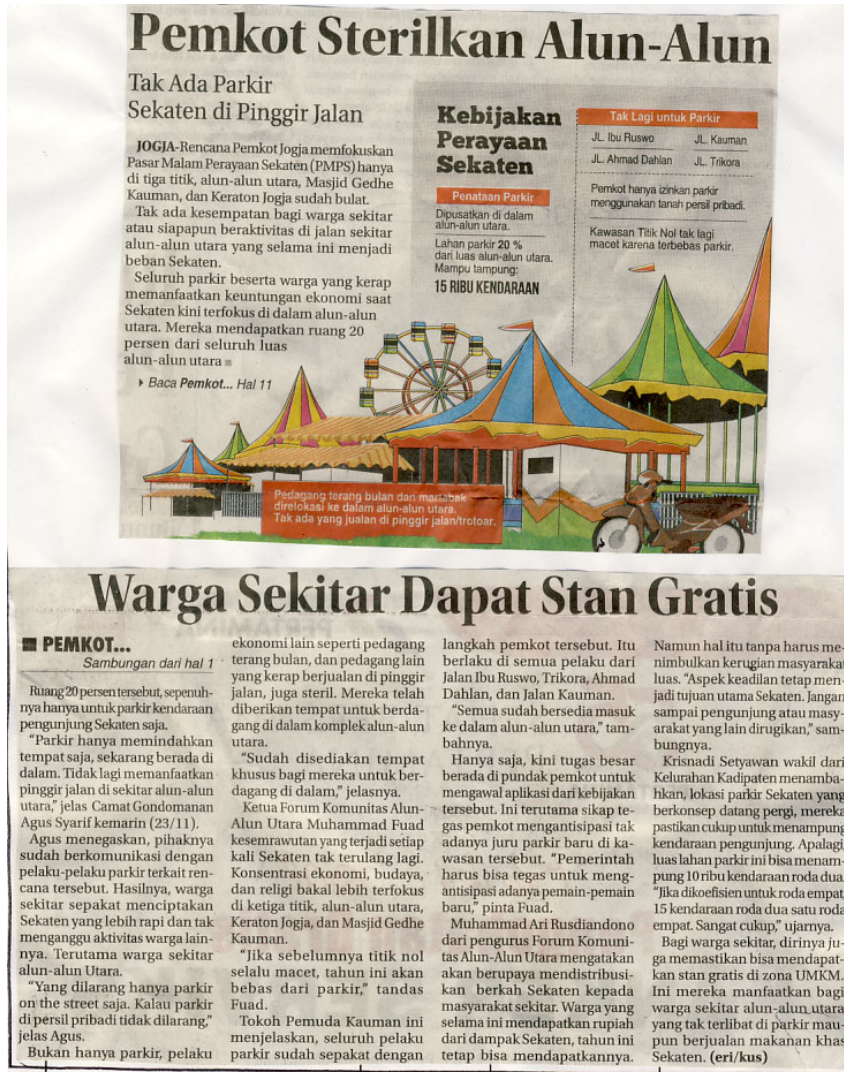 Pemkot Sterilkan Alun-Alun
Tak Ada Parkir
Sekaten di Pinggir Jalan
JOGJA-Rencana Pemkot Jogja memfokuskan
Pasar Malam Perayaan Sekaten (PMPS) hanya
di tiga titik, alun-alun utara, Masjid Gedhe
Kauman, dan Keraton Jogja sudah bulat.
Tak ada kesempatan bagi warga sekitar
atau siapapun beraktivitas di jalan sekitar
alun-alun utara yang selama ini menjadi
beban Sekaten.
Seluruh parkir beserta warga yang kerap
memanfaatkan keuntungan ekonomi saat
Sekaten kini terfokus di dalam alun-alun
utara. Mereka mendapatkan ruang 20
persen dari seluruh luas
alun-alun utara
Baca Pemkot... Hal 11
Kebijakan
Perayaan
Sekaten
Penataan Parkir
Dipusatkan di dalam
alun-alun utara.
Lahan parkir 20 %
dari luas alun-alun utara.
Mampu tampung:
15 RIBU KENDARAAN
Tak Lagi untuk Parkir
JL. Ibu Ruswo JL. Kauman
JL. Ahmad Dahlan JL. Trikora
Pemkot hanya izinkan parkir
menggunakan tanah persil pribadi.
Kawasan Titik Nol tak lagi
macet karena terbebas parkir.
Pedagang terang bulan dan martabak
direlokasi ke dalam alun-alun utara.
Tak ada yang jualan di pinggir jalan/trotoar.
Warga Sekitar Dapat Stan Gratis
PEMKOT...
Sambungan dari hal 1
Ruang 20 persen tersebut, sepenuh-
nya hanya untuk parkir kendaraan
pengunjung Sekaten saja.
"Parkir hanya memindahkan
tempat saja, sekarang berada di
dalam. Tidak lagi memanfaatkan
pinggir jalan di sekitar alun-alun
utara," jelas Camat Gondomanan
Agus Syarif kemarin (23/11).
Agus menegaskan, pihaknya
sudah berkomunikasi dengan
pelaku-pelaku parkir terkait ren-
cana tersebut. Hasilnya, warga
sekitar sepakat menciptakan
Sekaten yang lebih rapi dan tak
menganggu aktivitas warga lain-
nya. Terutama warga sekitar
alun-alun Utara.
"Yang dilarang hanya parkir
on the street saja. Kalau parkir
di persil pribadi tidak dilarang,"
jelas Agus.
Bukan hanya parkir, pelaku
ekonomi lain seperti pedagang
terang bulan, dan pedagang lain
yang kerap berjualan di pinggir
jalan, juga steril. Mereka telah
diberikan tempat untuk berda-
gang di dalam komplek alun-alun
utara.
"Sudah disediakan tempat
khusus bagi mereka untuk ber-
dagang di dalam," jelasnya.
Ketua Forum Komunitas Alun-
Alun Utara Muhammad Fuad
kesemrawutan yang terjadi setiap
kali Sekaten tak terulang lagi.
Konsentrasi ekonomi, budaya,
dan religi bakal lebih terfokus
di ketiga titik, alun-alun utara,
Keraton Jogja, dan Masjid Gedhe
Kauman.
"Jika sebelumnya titik nol
selalu macet, tahun ini akan
bebas dari parkir," tandas
Fuad.
Tokoh Pemuda Kauman ini
menjelaskan, seluruh pelaku
parkir sudah sepakat dengan
langkah pemkot tersebut. Itu
berlaku di semua pelaku dari
Jalan Ibu Ruswo, Trikora, Ahmad
Dahlan, dan Jalan Kauman.
"Semua sudah bersedia masuk
ke dalam alun-alun utara," tam-
bahnya.
Hanya saja, kini tugas besar
berada di pundak pemkot untuk
mengawal aplikasi dari kebijakan
tersebut. Ini terutama sikap te-
gas pemkot mengantisipasi tak
adanya juru parkir baru di ka-
wasan tersebut. "Pemerintah
harus bisa tegas untuk meng-
antisipasi adanya pemain-pemain
baru," pinta Fuad.
Muhammad Ari Rusdiandono
dari pengurus Forum Komuni-
tas Alun-Alun Utara mengatakan
akan berupaya mendistribusi-
kan berkah Sekaten kepada
masyarakat sekitar. Warga yang
selama ini mendapatkan rupiah
dari dampak Sekaten, tahun ini
tetap bisa mendapatkannya.
Namun hal itu tanpa harus me-
nimbulkan kerugian masyarakat
luas. "Aspek keadilan tetap men-
jadi tujuan utama Sekaten. Jangan
sampai pengunjung atau masy-
arakat yang lain dirugikan," sam-
bungnya.
Krisnadi Setyawan wakil dari
Kelurahan Kadipaten menamba-
hkan, lokasi parkir Sekaten yang
berkonsep datang pergi, mereka
pastikan cukup untuk menampung
kendaraan pengunjung. Apalagi,
luas lahan parkir ini bisa menam-
pung 10 ribu kendaraan roda dua.
"Jika dikoefisien untuk roda empat,
15 kendaraan roda dua satu roda
empat. Sangat cukup," ujarnya.
Bagi warga sekitar, dirinya ju-
ga memastikan bisa mendapat-
kan stan gratis di zona UMKM.
Ini mereka manfaatkan bagi
warga sekitar alun-alun utara
yang tak terlibat di parkir mau-
pun berjualan makanan khas
Sekaten. (eri/kus)